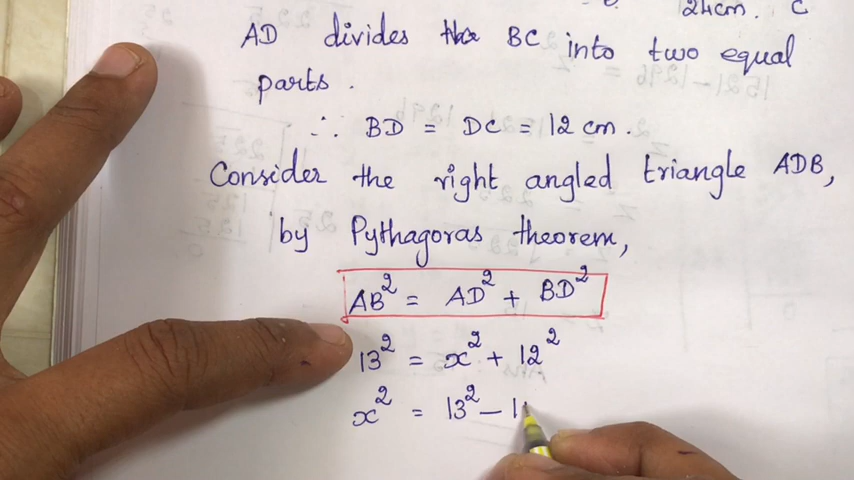 24cm. C
AD divides the BC into two equal
parts.
∴ BD = DC = 12 cm.
Consider the right angled triangle ADB,
by Pythagoras theorem,
AB² = AD² + BD²
13² = x² + 12²
x² = 13² - 1